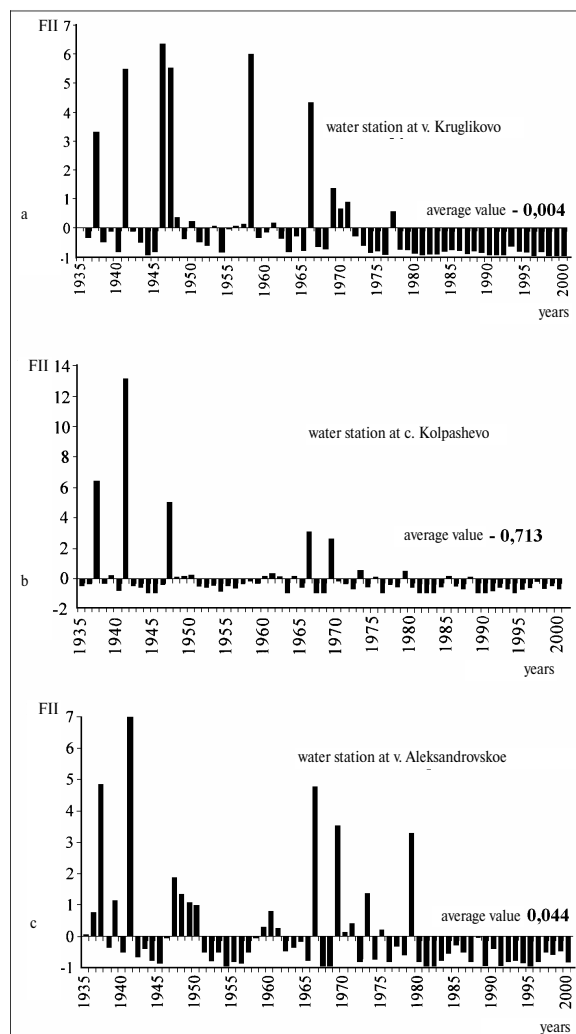 FII 7
6
5
4
3
2
1
0
-1
water station at v. Kruglikovo
average value - 0,004
a
1935 1940 1945 1950 1955 1960 1965 1970 1975 1980 1985 1990 1995 2000
years
FII 14
12
10
8
6
4
2
0
-2
water station at c. Kolpashevo
average value - 0,713
b
1935 1940 1945 1950 1955 1960 1965 1970 1975 1980 1985 1990 1995 2000
years
FII 7
6
5
4
3
2
1
0
-1
water station at v. Aleksandrovskoe
average value 0,044
c
1935 1940 1945 1950 1955 1960 1965 1970 1975 1980 1985 1990 1995 2000
years